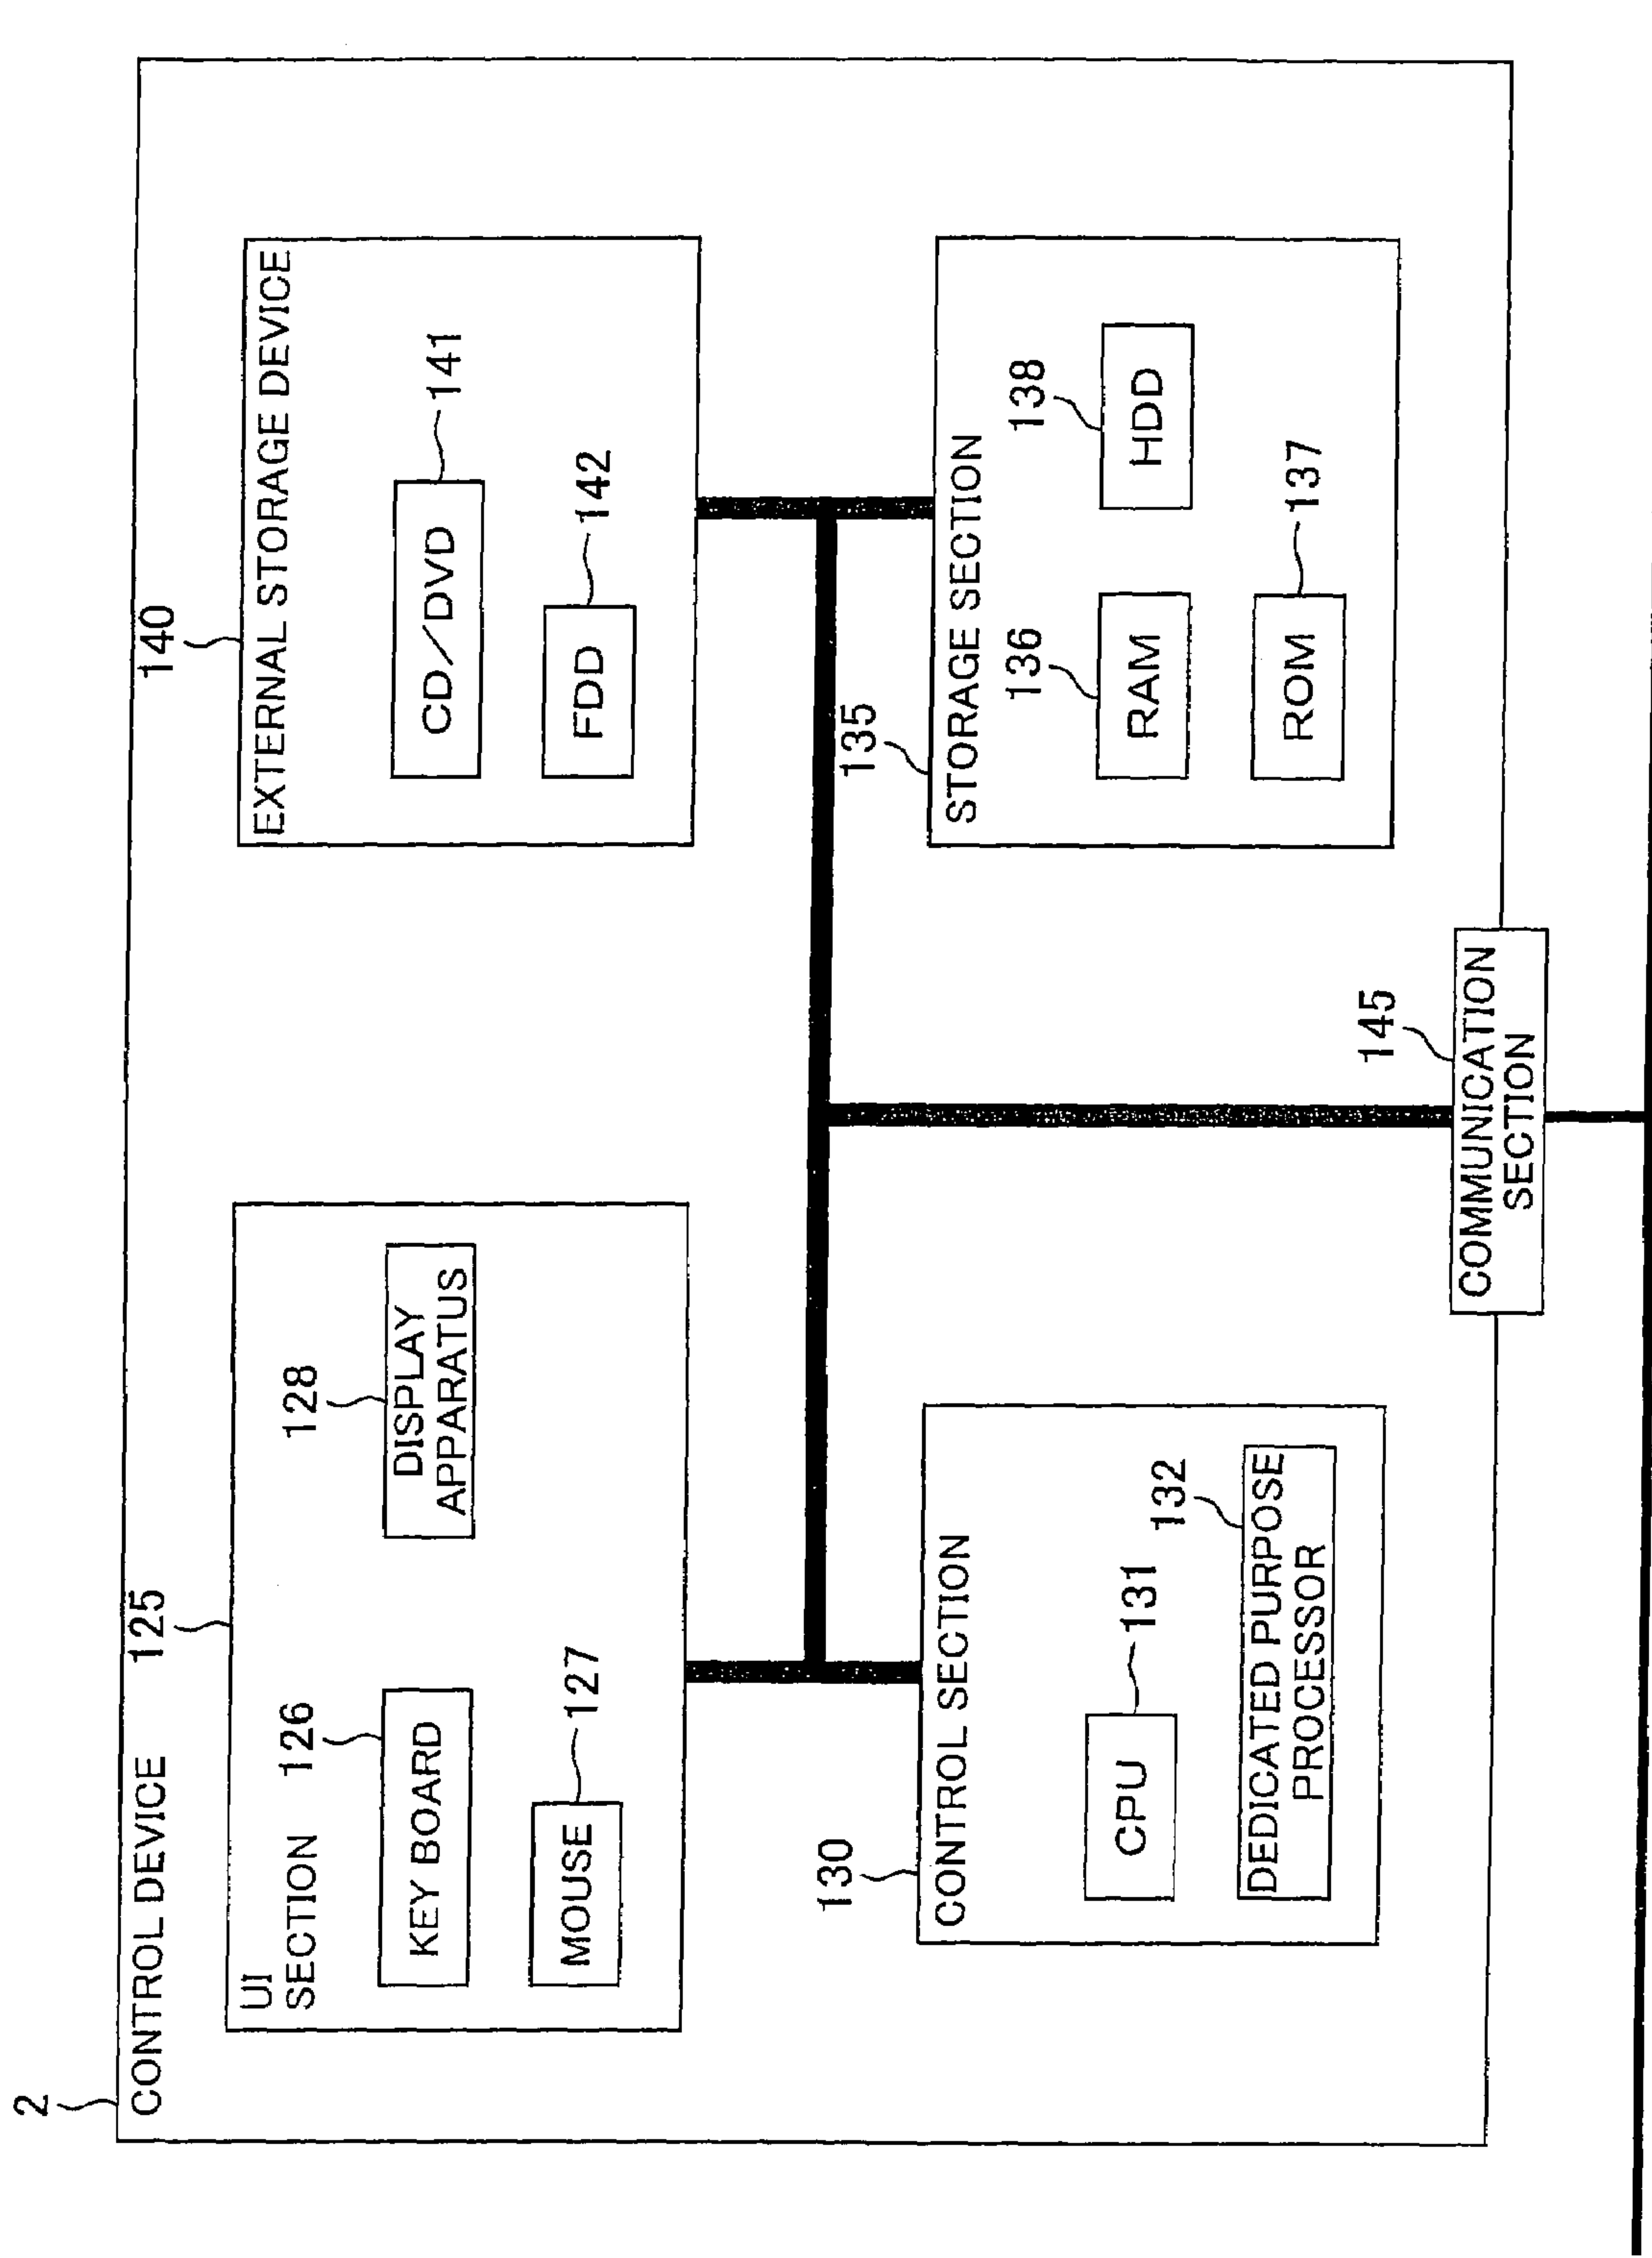 2
CONTROL DEVICE
125
UI
SECTION
126
KEY BOARD
128
DISPLAY
APPARATUS
MOUSE
127
140
EXTERNAL STORAGE DEVICE
CD/DVD
141
FDD
142
130
CONTROL SECTION
CPU
131
132
DEDICATED PURPOSE
PROCESSOR
135
STORAGE SECTION
136
RAM
138
HDD
ROM
137
145
COMMUNICATION
SECTION